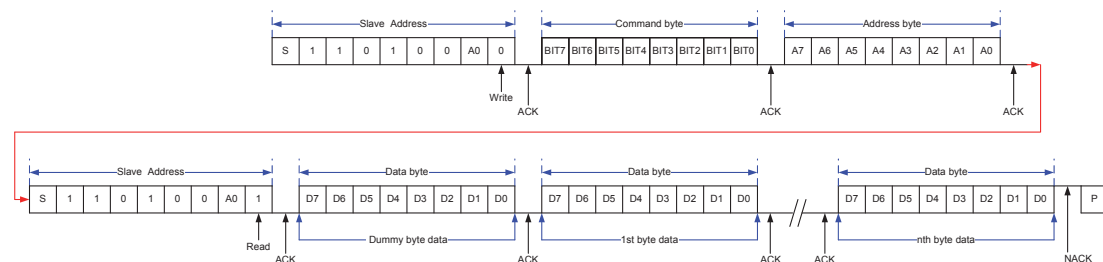 Slave Address Command byte Address byte
S 1 1 0 1 0 0 A0 0 BIT7 BIT6 BIT5 BIT4 BIT3 BIT2 BIT1 BIT0 A7 A6 A5 A4 A3 A2 A1 A0
Write ACK ACK ACK
Slave Address Data byte Data byte Data byte
S 1 1 0 1 0 0 A0 1 D7 D6 D5 D4 D3 D2 D1 D0 D7 D6 D5 D4 D3 D2 D1 D0 // D7 D6 D5 D4 D3 D2 D1 D0 P
Read Dummy byte data 1st byte data nth byte data
ACK ACK ACK ACK NACK